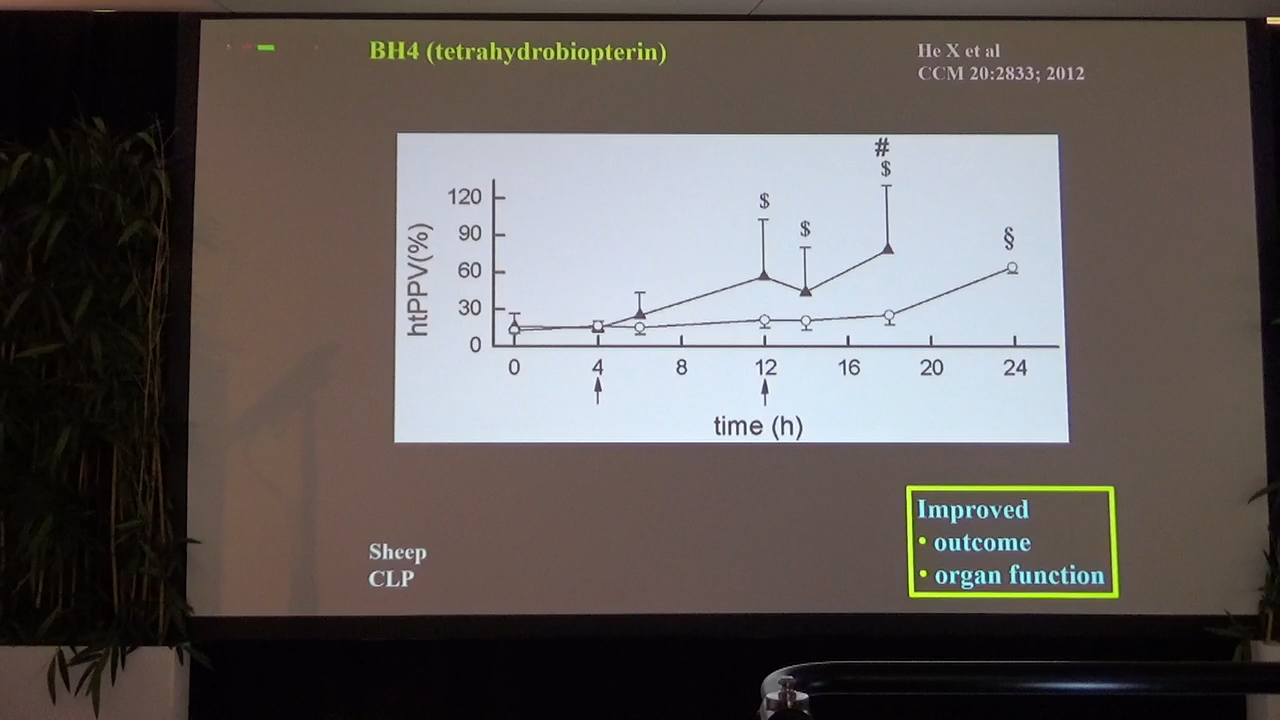 BH4 (tetrahydrobiopterin)
He X et al
CCM 20:2833; 2012
#
$
$
$
§
htPPV(%)
120
90
60
30
0
0 4 8 12 16 20 24
time (h)
Sheep
CLP
Improved
• outcome
• organ function